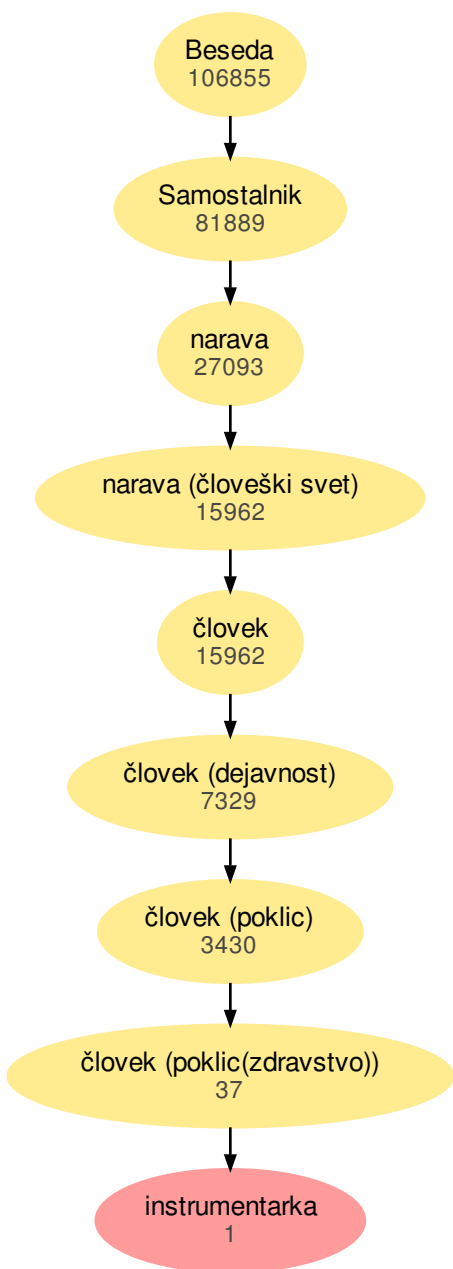 Beseda
106855
Samostalnik
81889
narava
27093
narava (človeški svet)
15962
človek
15962
človek (dejavnost)
7329
človek (poklic)
3430
človek (poklic(zdravstvo))
37
instrumentarka
1